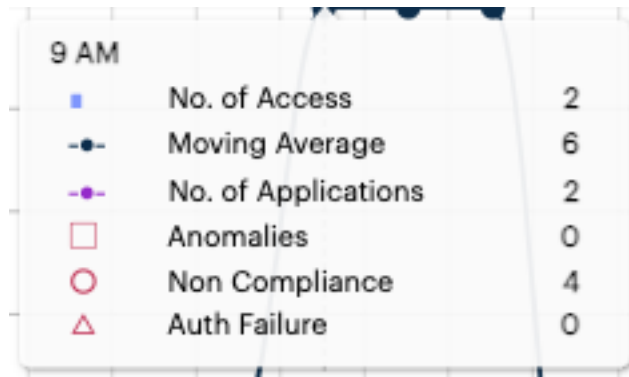 9 AM
No. of Access 2
Moving Average 6
No. of Applications 2
Anomalies 0
Non Compliance 4
Auth Failure 0